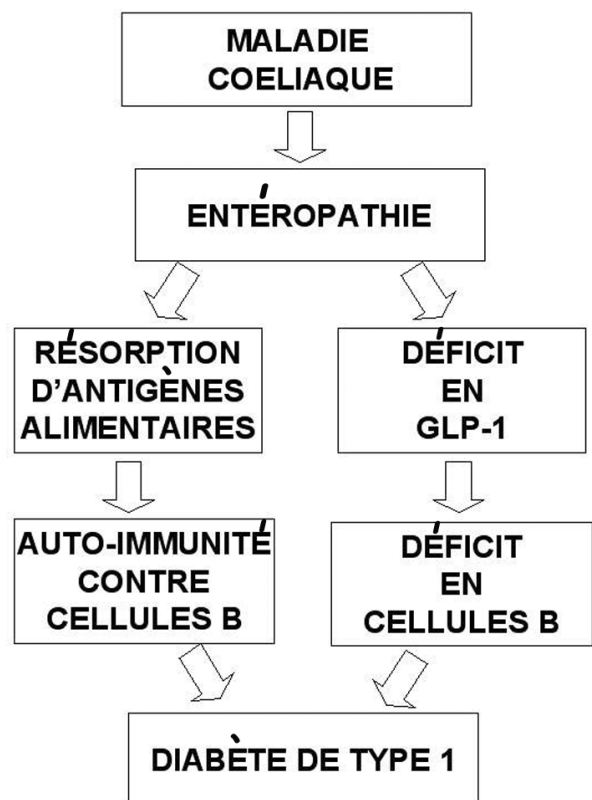 MALADIE
COELIAQUE
ENTÉROPATHIE
RÉSORPTION
D'ANTIGÈNES
ALIMENTAIRES
DÉFICIT
EN
GLP-1
AUTO-IMMUNITÉ
CONTRE
CELLULES B
DÉFICIT
EN
CELLULES B
DIABÈTE DE TYPE 1